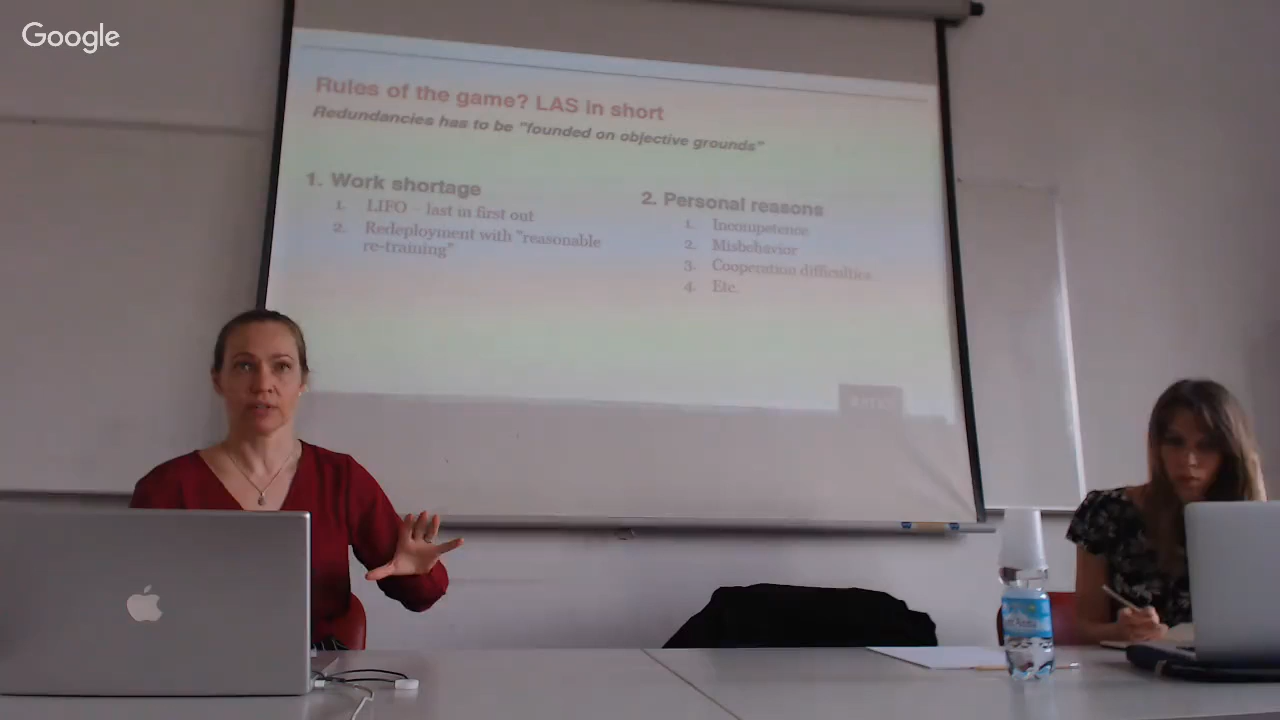 Google
Rules of the game? LAS in short
Redundancies has to be "founded on objective grounds"
1. Work shortage
1. LIFO – last in first out
2. Redeployment with "reasonable
re-training"
2. Personal reasons
1. Incompetence
2. Misbehavior
3. Cooperation difficulties
4. Etc.